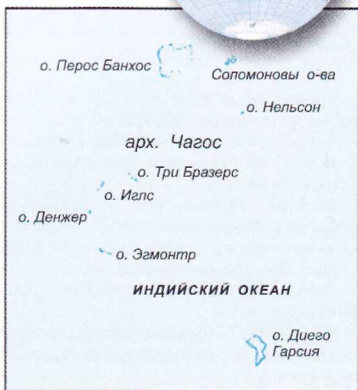 о. Перос Банхос
Соломоновы о-ва
о. Нельсон
арх. Чагос
о. Три Бразерс
о. Иглс
о. Денжер
о. Эгмонтр
ИНДИЙСКИЙ ОКЕАН
о. Диего
Гарсия